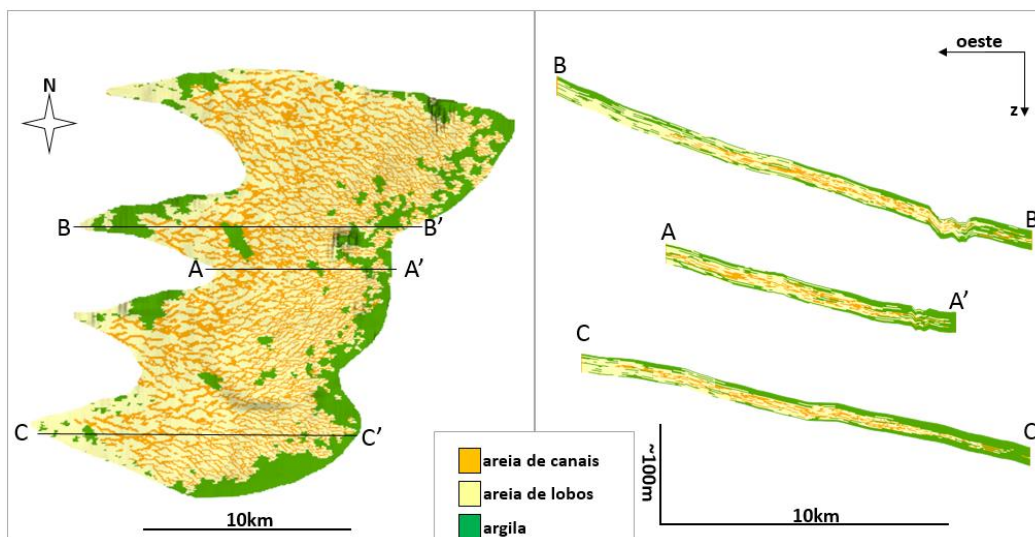 N
B
B’
A
A’
C
C’
10km
areia de canais
areia de lobos
argila
oeste
z
B
B
A
A’
C
C
~100m
10km